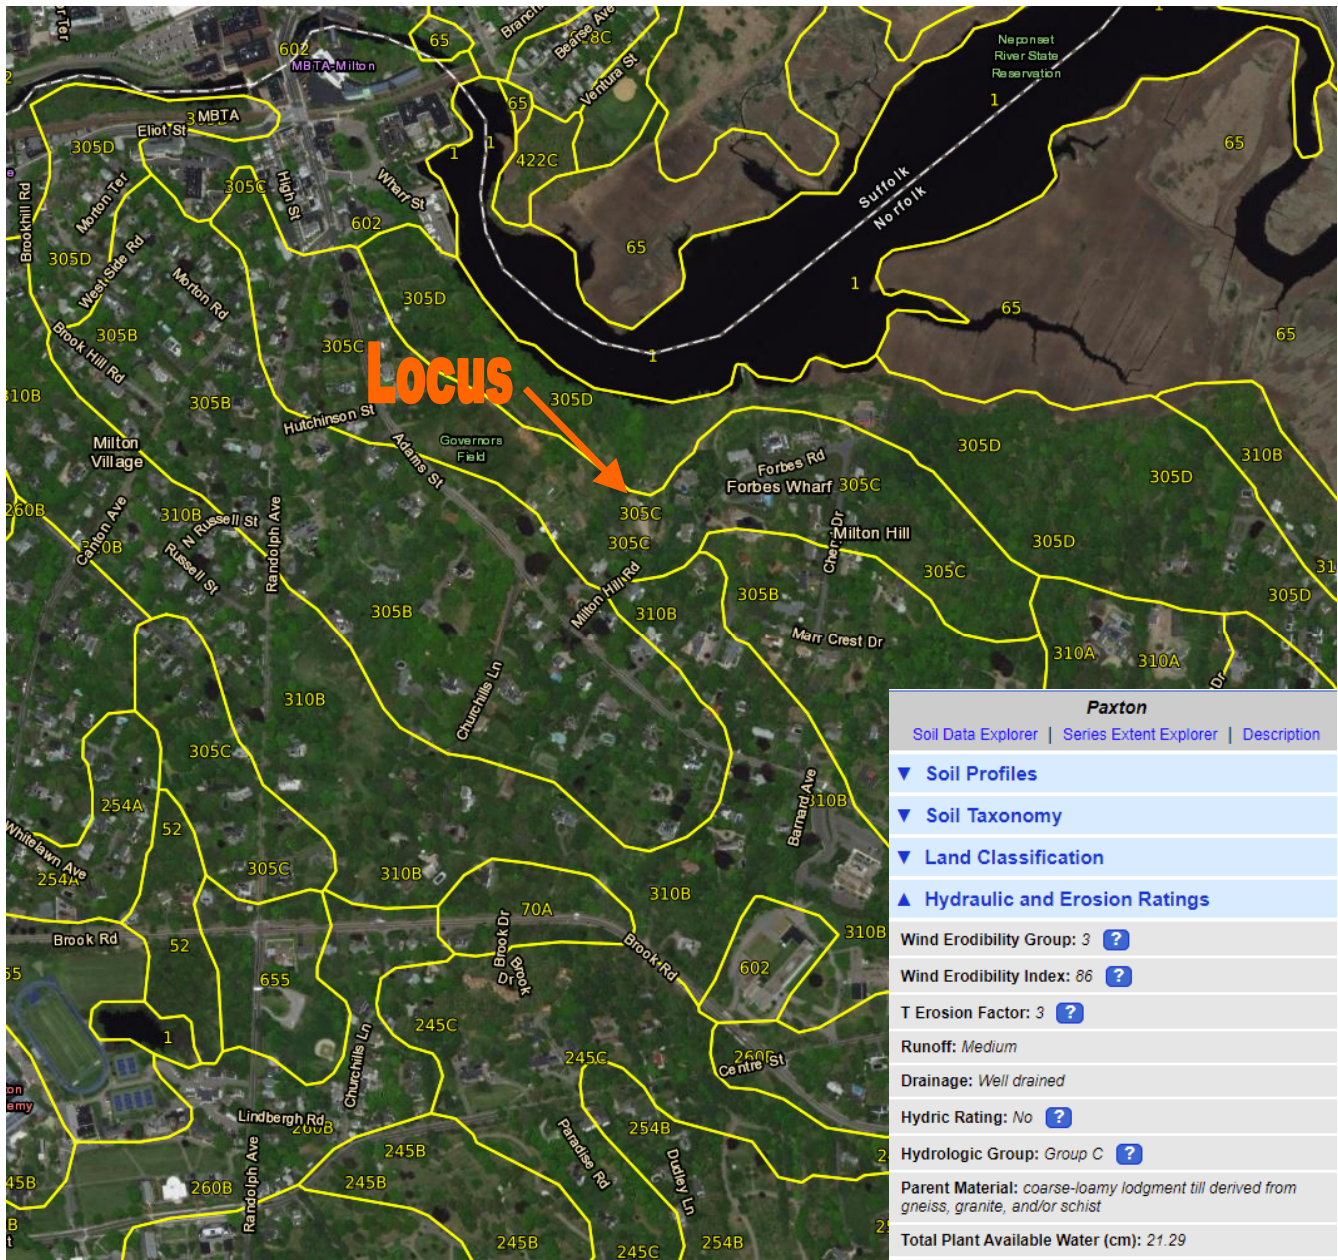 Branch
Bearse Ave
Ventura St
65
602
MBTA-Milton
Neponset
River State
Reservation
1
65
1
1
422C
65
MBTA
Eliot St
305D
305C
High St
Wharf St
602
Suffolk
Norfolk
Brookhill Rd
Morton Ter
305D
West Side Rd
Morton Rd
305D
65
1
65
65
305B
Brook Hill Rd
305C
1
Locus
310B
305B
305D
Hutchinson St
Adams St
Governors
Field
Milton
Village
305D
310B
Forbes Rd
Forbes Wharf
305C
305D
260B
Canton Ave
310B
N Russell St
Russell St
Randolph Ave
305C
305C
Milton Hill
305D
305C
Milton Hill Rd
305B
305B
310B
305D
Marr Crest Dr
310A
310A
Dr
Churchills Ln
310B
305C
254A
52
Barnard Ave
310B
Whitelawn Ave
254A
305C
310B
310B
70A
Brook Rd
52
Brook Dr
Brook
Dr
Brook Rd
310B
602
655
1
Churchills Ln
245C
245C
Centre St
Lindbergh Rd
260B
245B
Paradise Rd
254B
Dudley Ln
260B
Randolph Ave
245B
245B
245C
254B
Paxton
Soil Data Explorer | Series Extent Explorer | Description
▼ Soil Profiles
▼ Soil Taxonomy
▼ Land Classification
▲ Hydraulic and Erosion Ratings
Wind Erodibility Group: 3 ?
Wind Erodibility Index: 86 ?
T Erosion Factor: 3 ?
Runoff: Medium
Drainage: Well drained
Hydric Rating: No ?
Hydrologic Group: Group C ?
Parent Material: coarse-loamy lodgment till derived from
gneiss, granite, and/or schist
Total Plant Available Water (cm): 21.29